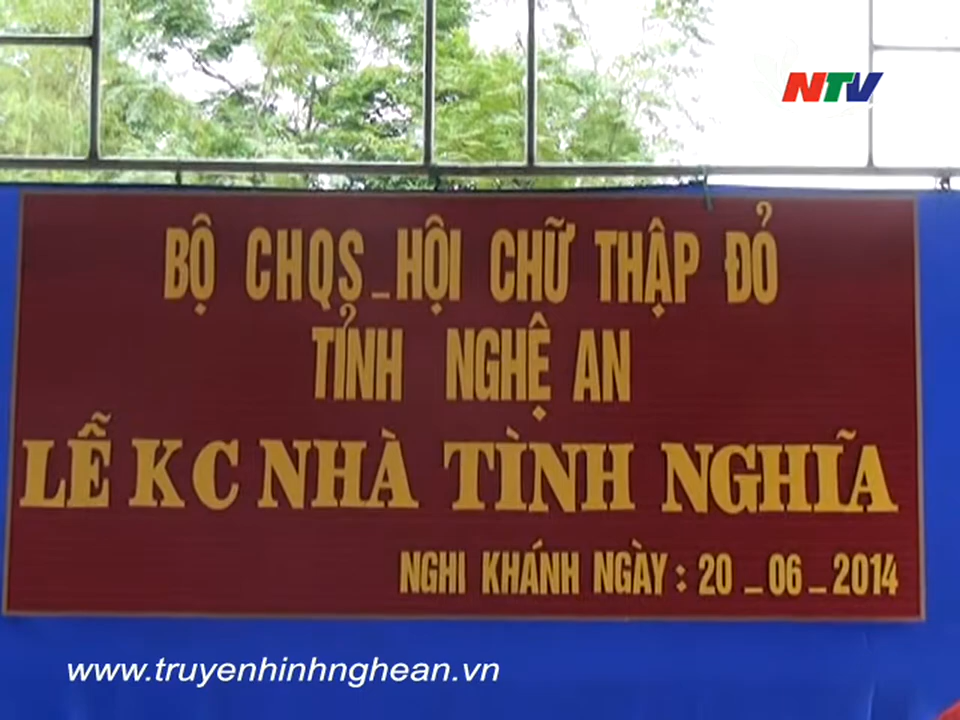 NTV
BỘ CHQS_HỘI CHỮ THẬP ĐỎ
TỈNH NGHỆ AN
LỄ KC NHÀ TÌNH NGHĨA
NGHI KHÁNH NGÀY : 20_06_2014
www.truyenhinhnghean.vn